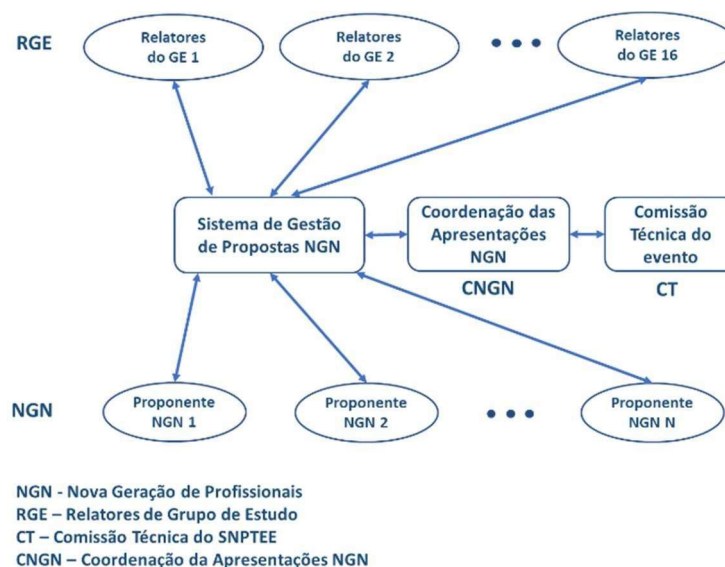 RGE
Relatores
do GE 1
Relatores
do GE 2
Relatores
do GE 16
Sistema de Gestão
de Propostas NGN
Coordenação das
Apresentações
NGN
Comissão
Técnica do
evento
CNGN
CT
NGN
Proponente
NGN 1
Proponente
NGN 2
Proponente
NGN N
NGN - Nova Geração de Profissionais
RGE – Relatores de Grupo de Estudo
CT – Comissão Técnica do SNPTEE
CNGN – Coordenação da Apresentações NGN